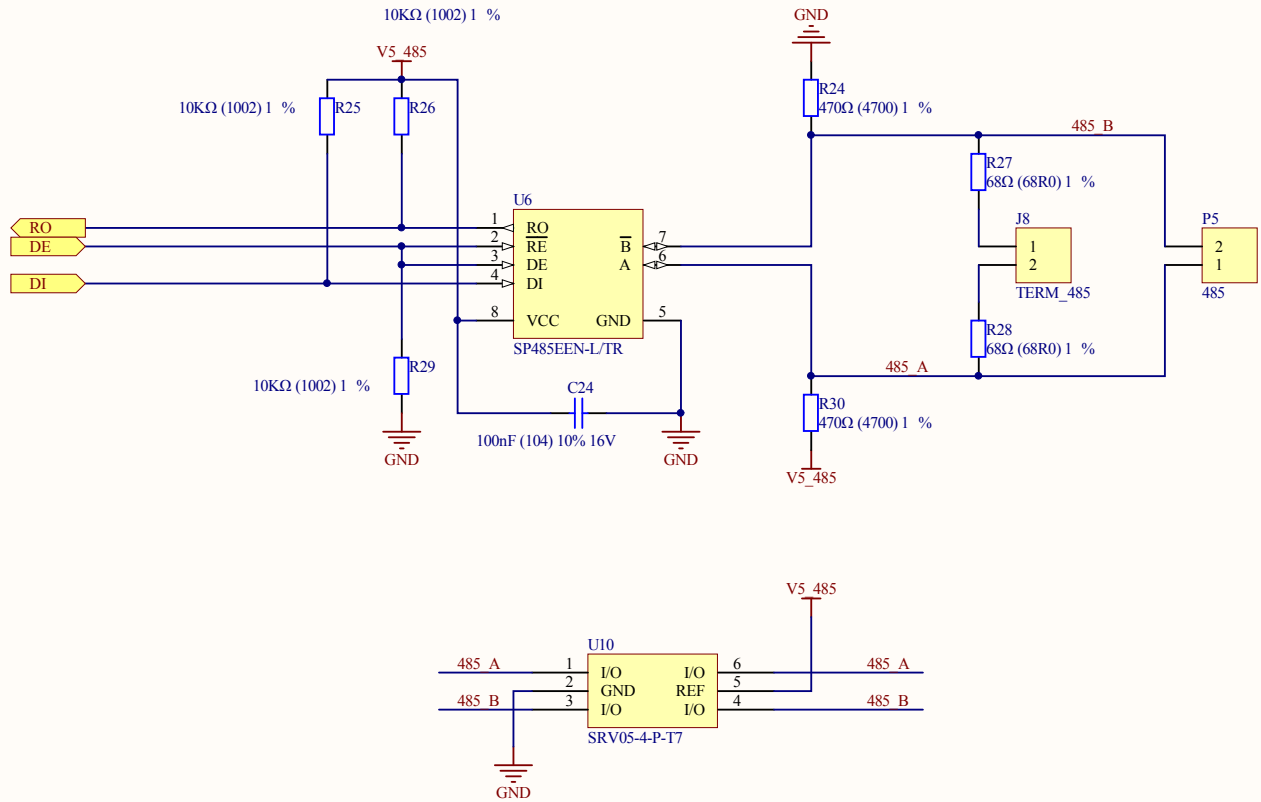 10KΩ (1002) 1 %
GND
V5_485
R24
470Ω (4700) 1 %
10KΩ (1002) 1 %
R25
R26
485_B
R27
68Ω (68R0) 1 %
U6
J8
P5
RO
1
RO
DE
2
RE
B
7
1
2
3
DE
A
6
2
1
DI
4
DI
TERM_485
485
8
VCC
GND
5
R28
68Ω (68R0) 1 %
SP485EEN-L/TR
R29
485_A
10KΩ (1002) 1 %
C24
R30
470Ω (4700) 1 %
100nF (104) 10% 16V
GND
GND
V5_485
V5_485
U10
485_A
1
I/O
I/O
6
485_A
2
GND
REF
5
485_B
3
I/O
I/O
4
485_B
SRV05-4-P-T7
GND